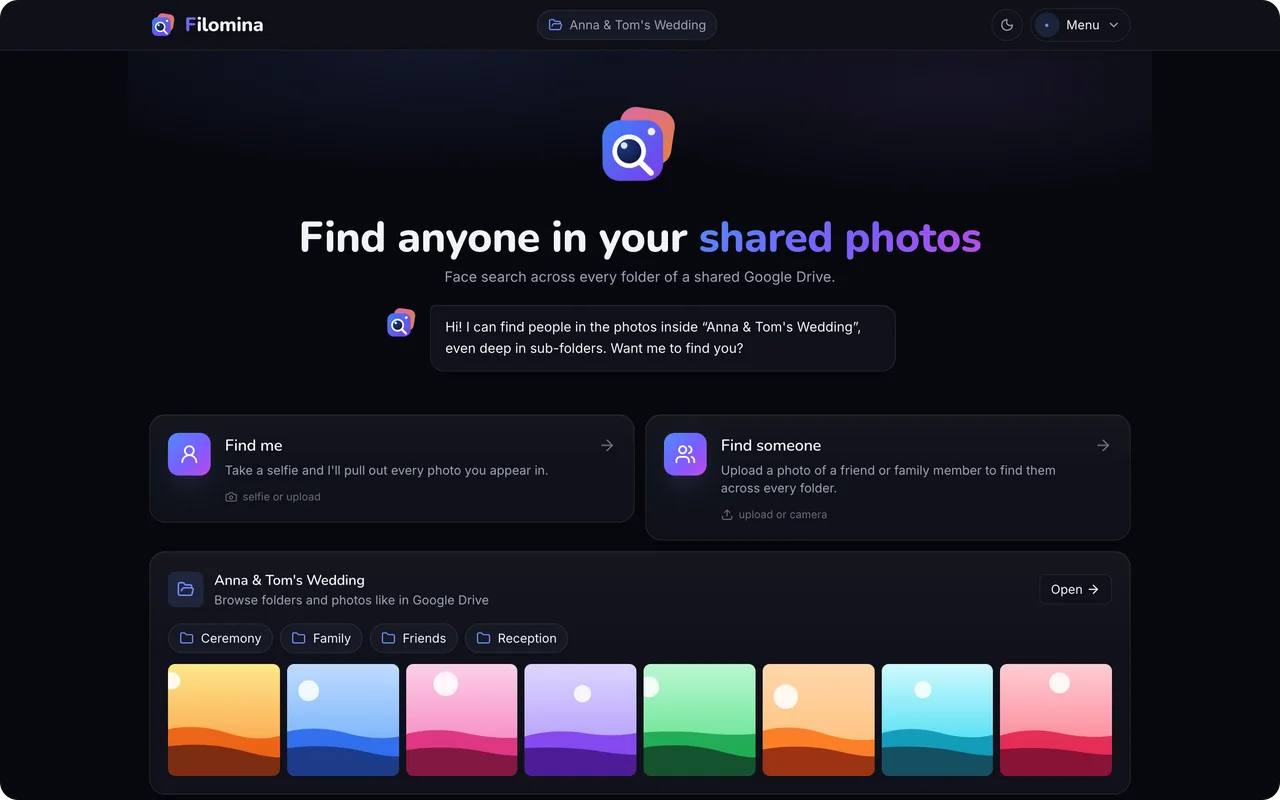 Filomina
Anna & Tom's Wedding
Menu
Find anyone in your shared photos
Face search across every folder of a shared Google Drive.
Hi! I can find people in the photos inside “Anna & Tom's Wedding”,
even deep in sub-folders. Want me to find you?
Find me
Take a selfie and I'll pull out every photo you appear in.
selfie or upload
Find someone
Upload a photo of a friend or family member to find them
across every folder.
upload or camera
Anna & Tom's Wedding
Browse folders and photos like in Google Drive
Open
Ceremony
Family
Friends
Reception